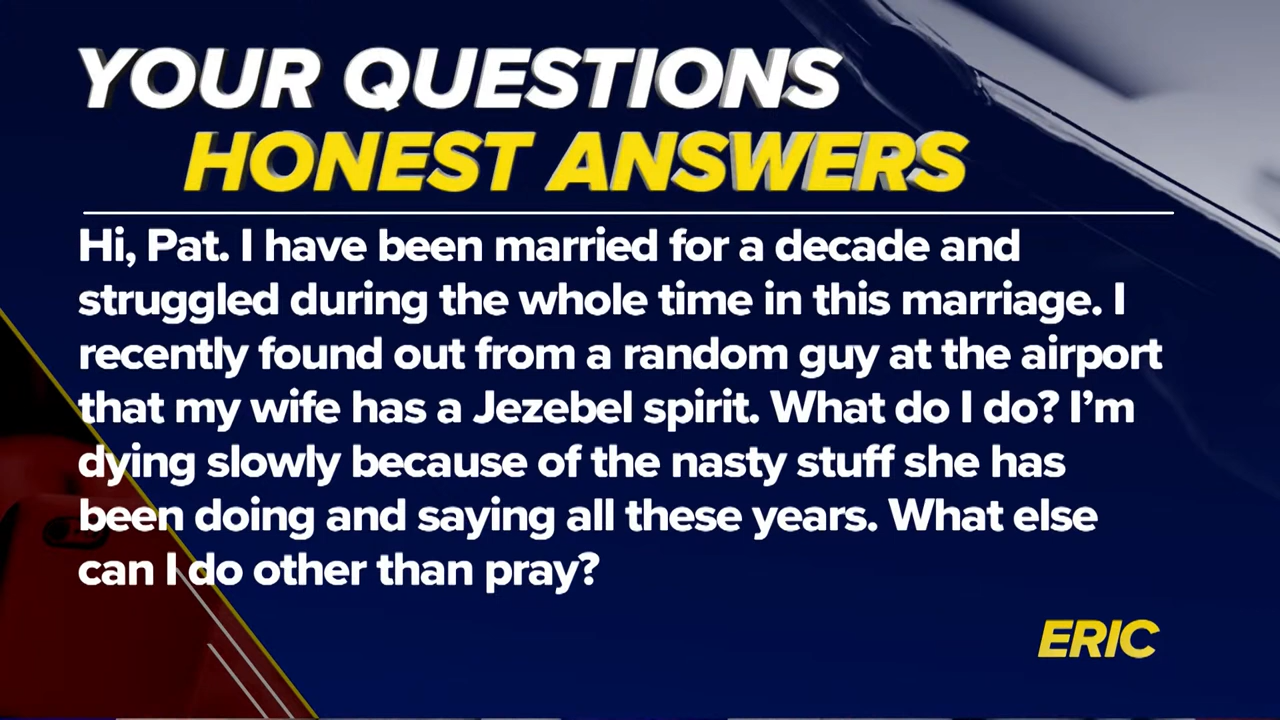 YOUR QUESTIONS
HONEST ANSWERS
Hi, Pat. I have been married for a decade and
struggled during the whole time in this marriage. I
recently found out from a random guy at the airport
that my wife has a Jezebel spirit. What do I do? I’m
dying slowly because of the nasty stuff she has
been doing and saying all these years. What else
can I do other than pray?
ERIC